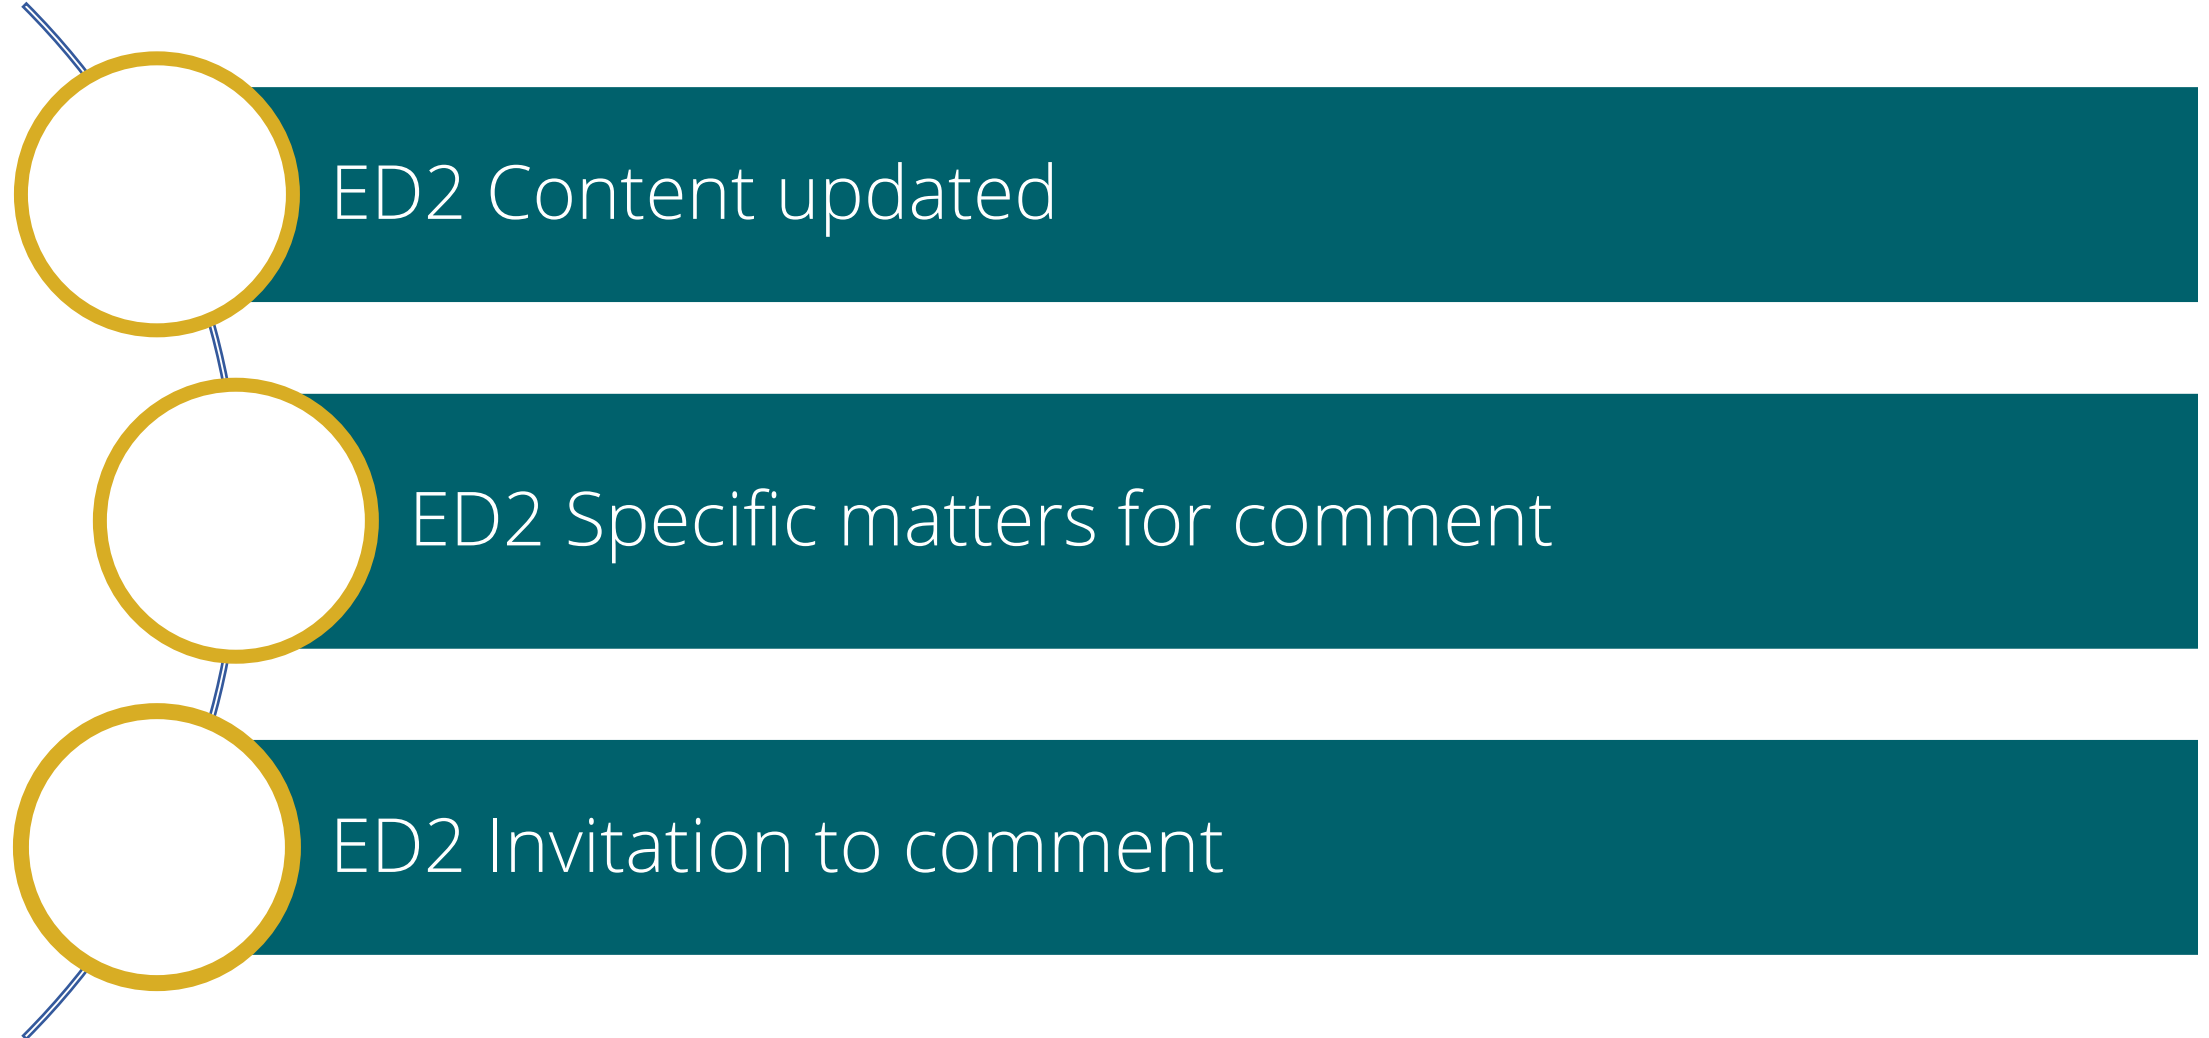 ED2 Content updated
ED2 Specific matters for comment
ED2 Invitation to comment